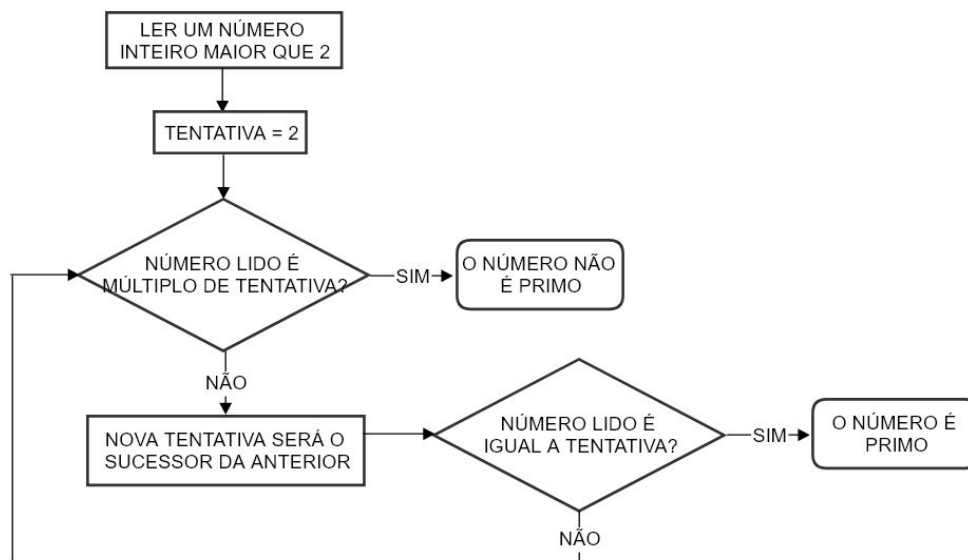 LER UM NÚMERO
INTEIRO MAIOR QUE 2
TENTATIVA = 2
NÚMERO LIDO É
MÚLTIPLO DE TENTATIVA?
SIM
O NÚMERO NÃO
É PRIMO
NÃO
NOVA TENTATIVA SERÁ O
SUCESSOR DA ANTERIOR
NÚMERO LIDO É
IGUAL A TENTATIVA?
SIM
O NÚMERO É
PRIMO
NÃO